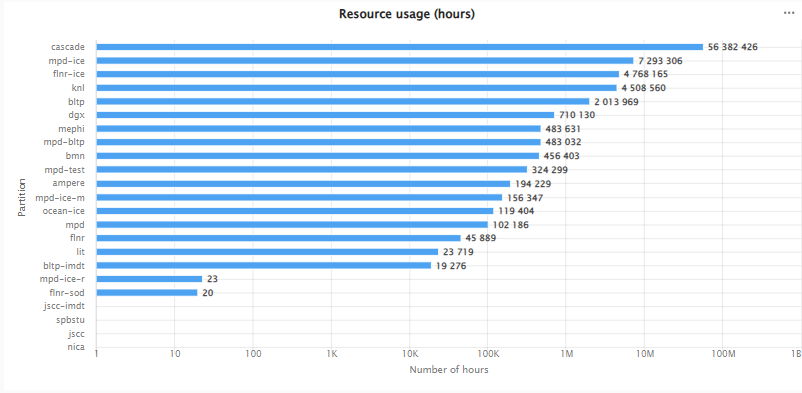 Resource usage (hours)
cascade 56 382 426
mpd-ice 7 293 306
flnr-ice 4 768 165
knl 4 508 560
bltp 2 013 969
dgx 710 130
mephi 483 631
mpd-bltp 483 032
bmn 456 403
mpd-test 324 299
ampere 194 229
mpd-ice-m 156 347
ocean-ice 119 404
mpd 102 186
flnr 45 889
lit 23 719
bltp-imdt 19 276
mpd-ice-r 23
flnr-sod 20
jscc-imdt
spbstu
jscc
nica
Partition
1 10 100 1K 10K 100K 1M 10M 100M 1B
Number of hours